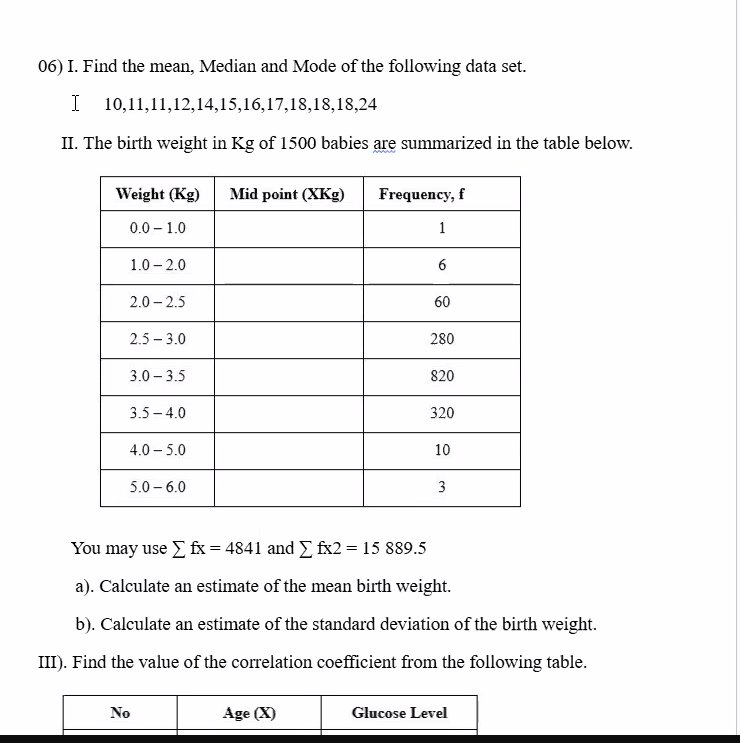 06) I. Find the mean, Median and Mode of the following data set.
10,11,11,12,14,15,16,17,18,18,18,24
II. The birth weight in Kg of 1500 babies are summarized in the table below.
Weight (Kg) Mid point (XKg) Frequency, f
0.0 – 1.0 1
1.0 – 2.0 6
2.0 – 2.5 60
2.5 – 3.0 280
3.0 – 3.5 820
3.5 – 4.0 320
4.0 – 5.0 10
5.0 – 6.0 3
You may use ∑ fx = 4841 and ∑ fx2 = 15 889.5
a). Calculate an estimate of the mean birth weight.
b). Calculate an estimate of the standard deviation of the birth weight.
III). Find the value of the correlation coefficient from the following table.
No Age (X) Glucose Level